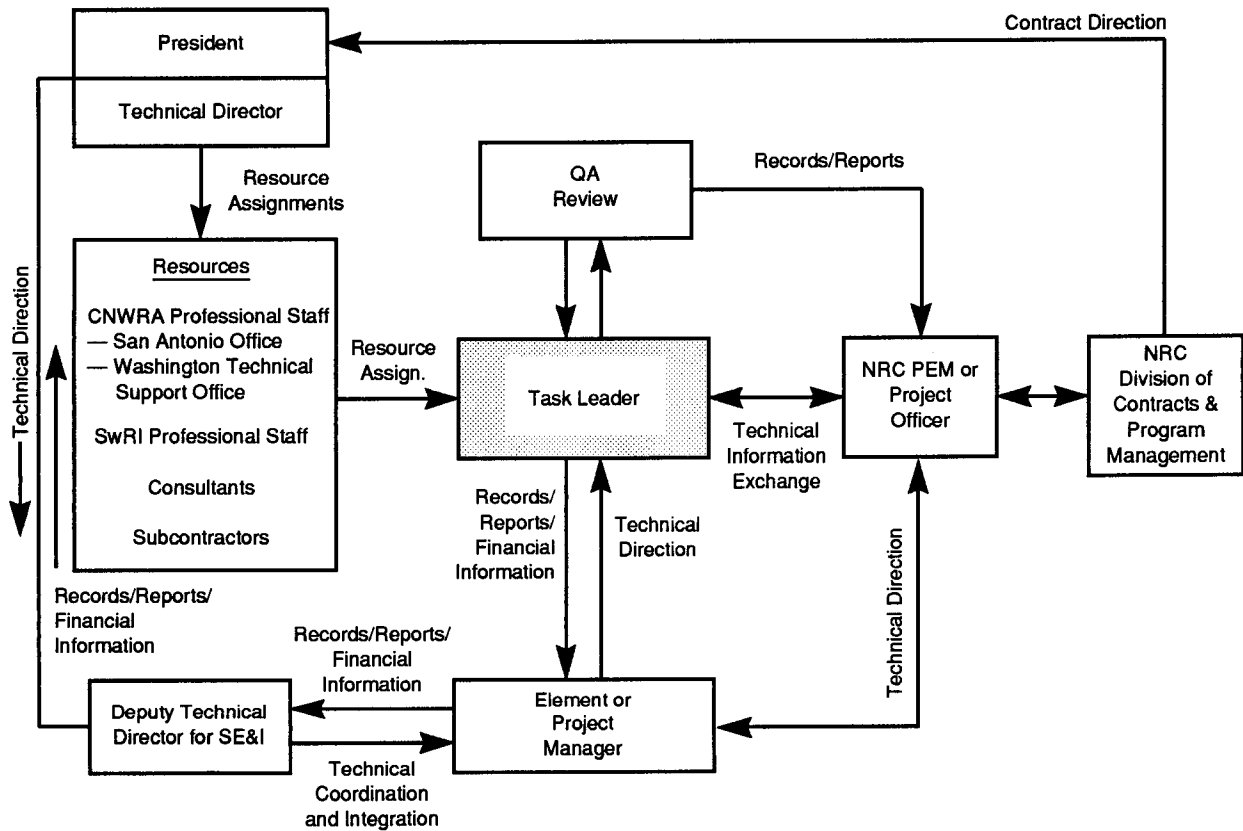 Contract Direction
President
Technical Director
Resource
Assignments
QA
Review
Records/Reports
Technical Direction
Resources
CNWRA Professional Staff
— San Antonio Office
— Washington Technical
Support Office
SwRI Professional Staff
Consultants
Subcontractors
Resource
Assign.
Task Leader
Technical
Information
Exchange
NRC PEM or
Project
Officer
NRC
Division of
Contracts &
Program
Management
Records/
Reports/
Financial
Information
Technical
Direction
Technical Direction
Records/Reports/
Financial
Information
Records/Reports/
Financial
Information
Deputy Technical
Director for SE&I
Element or
Project
Manager
Technical
Coordination
and Integration